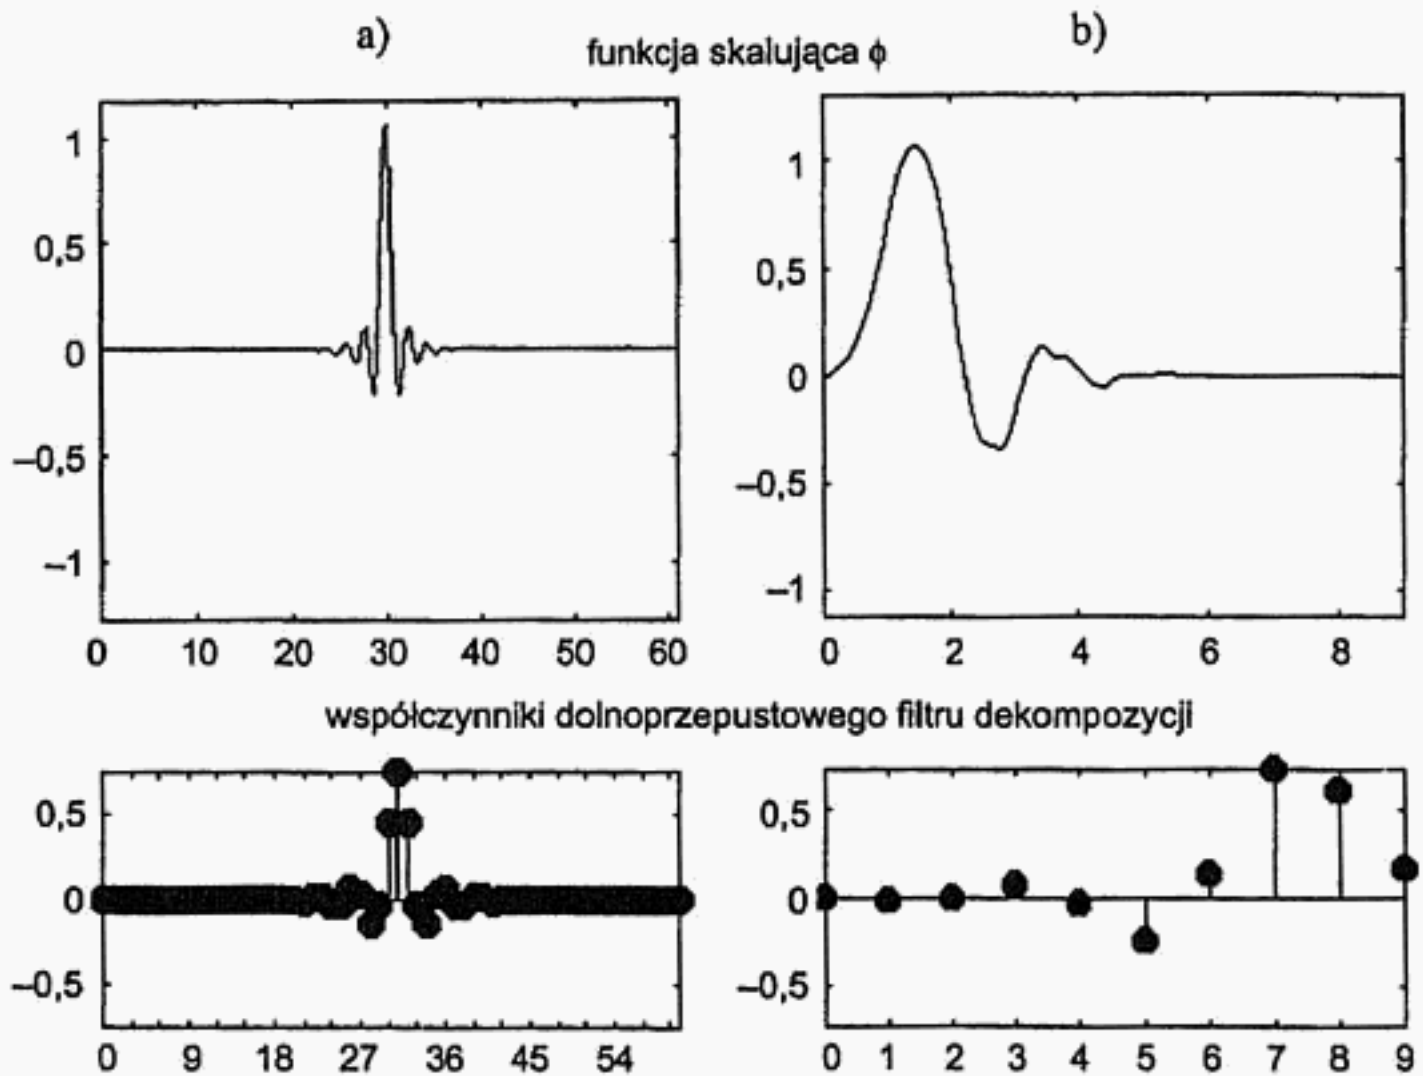 a)
b)
funkcja skalująca ϕ
1
0,5
0
–0,5
–1
0 10 20 30 40 50 60
1
0,5
0
–0,5
–1
0 2 4 6 8
współczynniki dolnoprzepustowego filtru dekompozycji
0,5
0
–0,5
0 9 18 27 36 45 54
0,5
0
–0,5
0 1 2 3 4 5 6 7 8 9